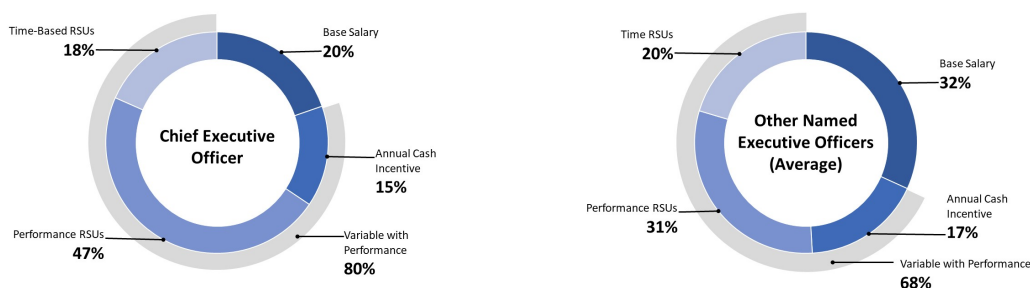 Time-Based RSUs
18%
Base Salary
20%
Chief Executive
Officer
Annual Cash
Incentive
15%
Performance RSUs
47%
Variable with
Performance
80%
Time RSUs
20%
Base Salary
32%
Other Named
Executive Officers
(Average)
Performance RSUs
31%
Annual Cash
Incentive
17%
Variable with Performance
68%